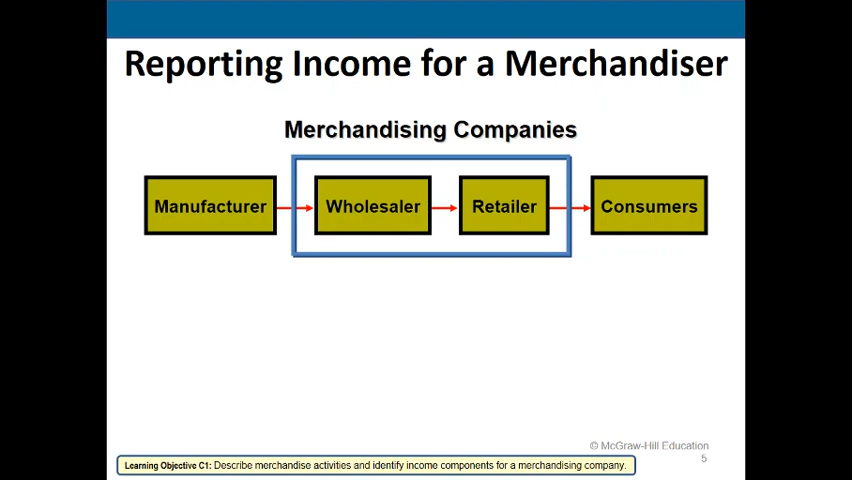 Reporting Income for a Merchandiser
Merchandising Companies
Manufacturer
Wholesaler
Retailer
Consumers
© McGraw-Hill Education
5
Learning Objective C1: Describe merchandise activities and identify income components for a merchandising company.